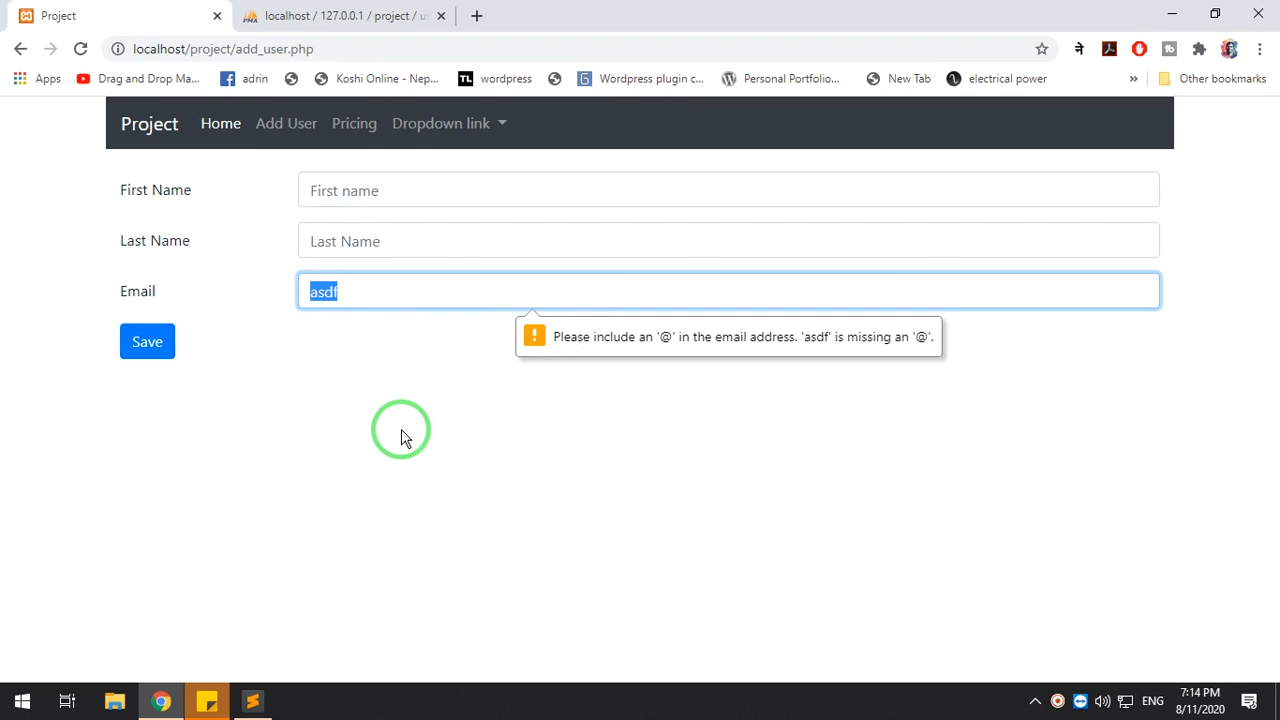 Project
localhost / 127.0.0.1 / project / us
localhost/project/add_user.php
ने
Apps
Drag and Drop Ma...
adrin
Koshi Online - Nep...
TL
wordpress
Wordpress plugin c...
Personal Portfolio...
New Tab
electrical power
»
Other bookmarks
Project
Home
Add User
Pricing
Dropdown link
First Name
First name
Last Name
Last Name
Email
asdf
Please include an '@' in the email address. 'asdf' is missing an '@'.
Save
ENG
7:14 PM
8/11/2020